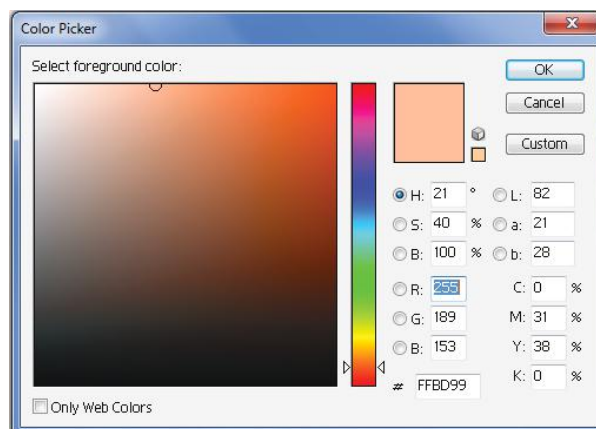 Color Picker
Select foreground color:
OK
Cancel
Custom
H: 21 ° L: 82
S: 40 % a: 21
B: 100 % b: 28
R: 255 C: 0 %
G: 189 M: 31 %
B: 153 Y: 38 %
# FFBD99 K: 0 %
Only Web Colors